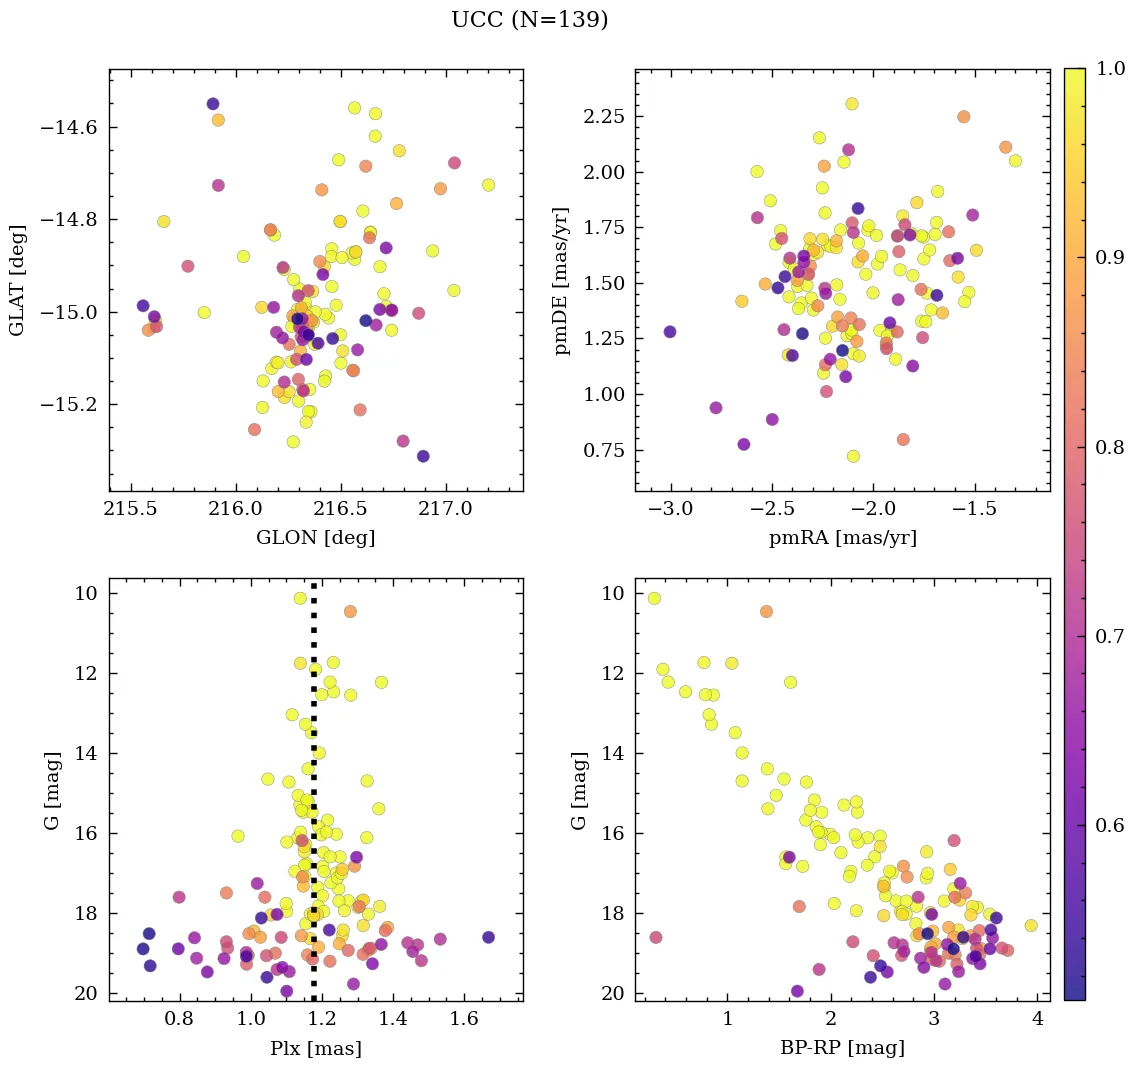 UCC (N=139)
−14.6
−14.8
−15.0
−15.2
GLAT [deg]
215.5 216.0 216.5 217.0
GLON [deg]
2.25
2.00
1.75
1.50
1.25
1.00
0.75
pmDE [mas/yr]
−3.0 −2.5 −2.0 −1.5
pmRA [mas/yr]
10
12
14
16
18
20
G [mag]
0.8 1.0 1.2 1.4 1.6
Plx [mas]
10
12
14
16
18
20
G [mag]
1 2 3 4
BP-RP [mag]
1.0
0.9
0.8
0.7
0.6